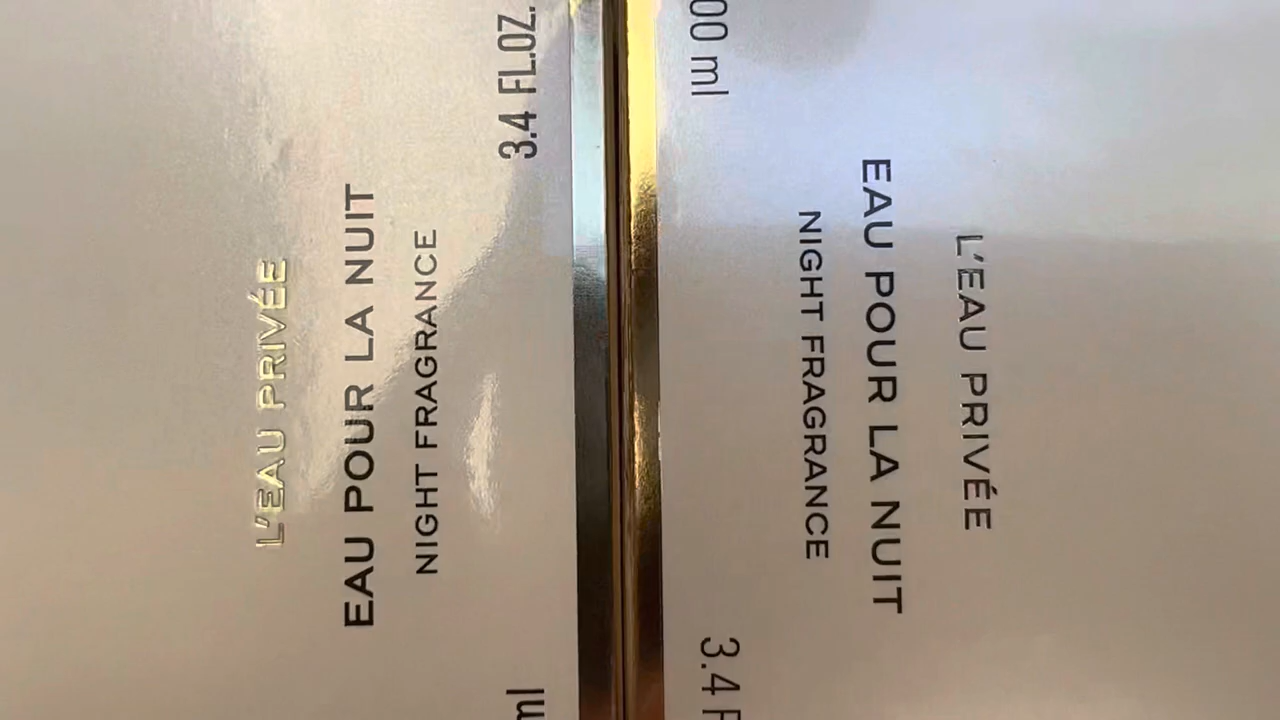 L'EAU PRIVÉE
EAU POUR LA NUIT
NIGHT FRAGRANCE
ml
3.4 FL.OZ.
L'EAU PRIVÉE
EAU POUR LA NUIT
NIGHT FRAGRANCE
00 ml
3.4 F